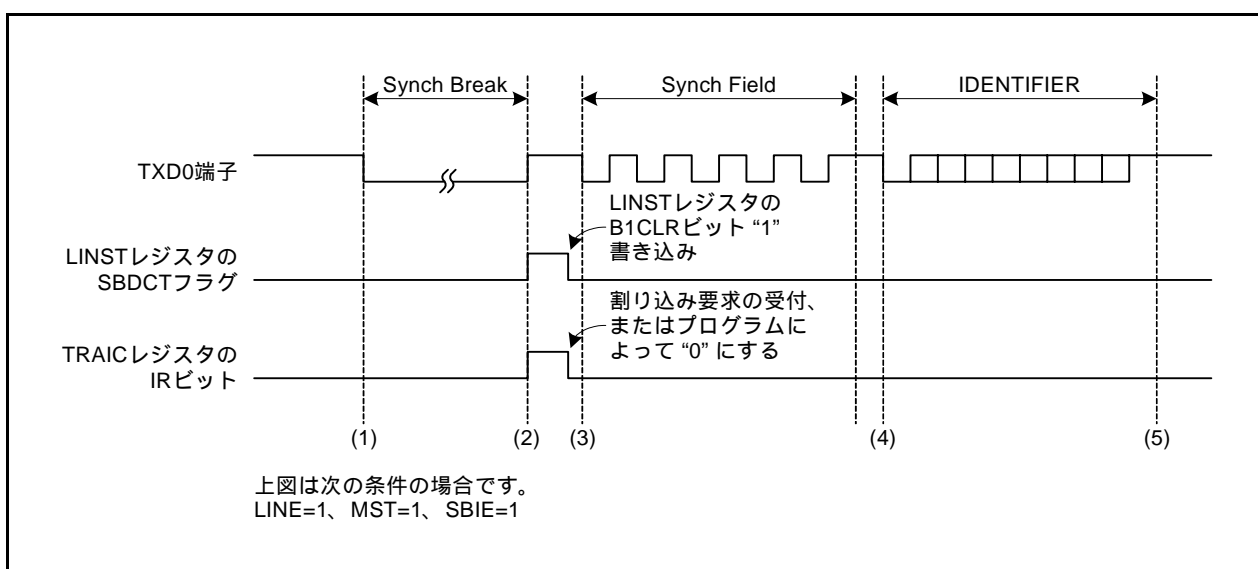 Synch Break
Synch Field
IDENTIFIER
TXD0端子
LINSTレジスタの
B1CLRビット “1”
書き込み
LINSTレジスタの
SBDCTフラグ
割り込み要求の受付、
またはプログラムに
よって “0” にする
TRAICレジスタの
IRビット
(1)
(2)
(3)
(4)
(5)
上図は次の条件の場合です。
LINE=1、MST=1、SBIE=1